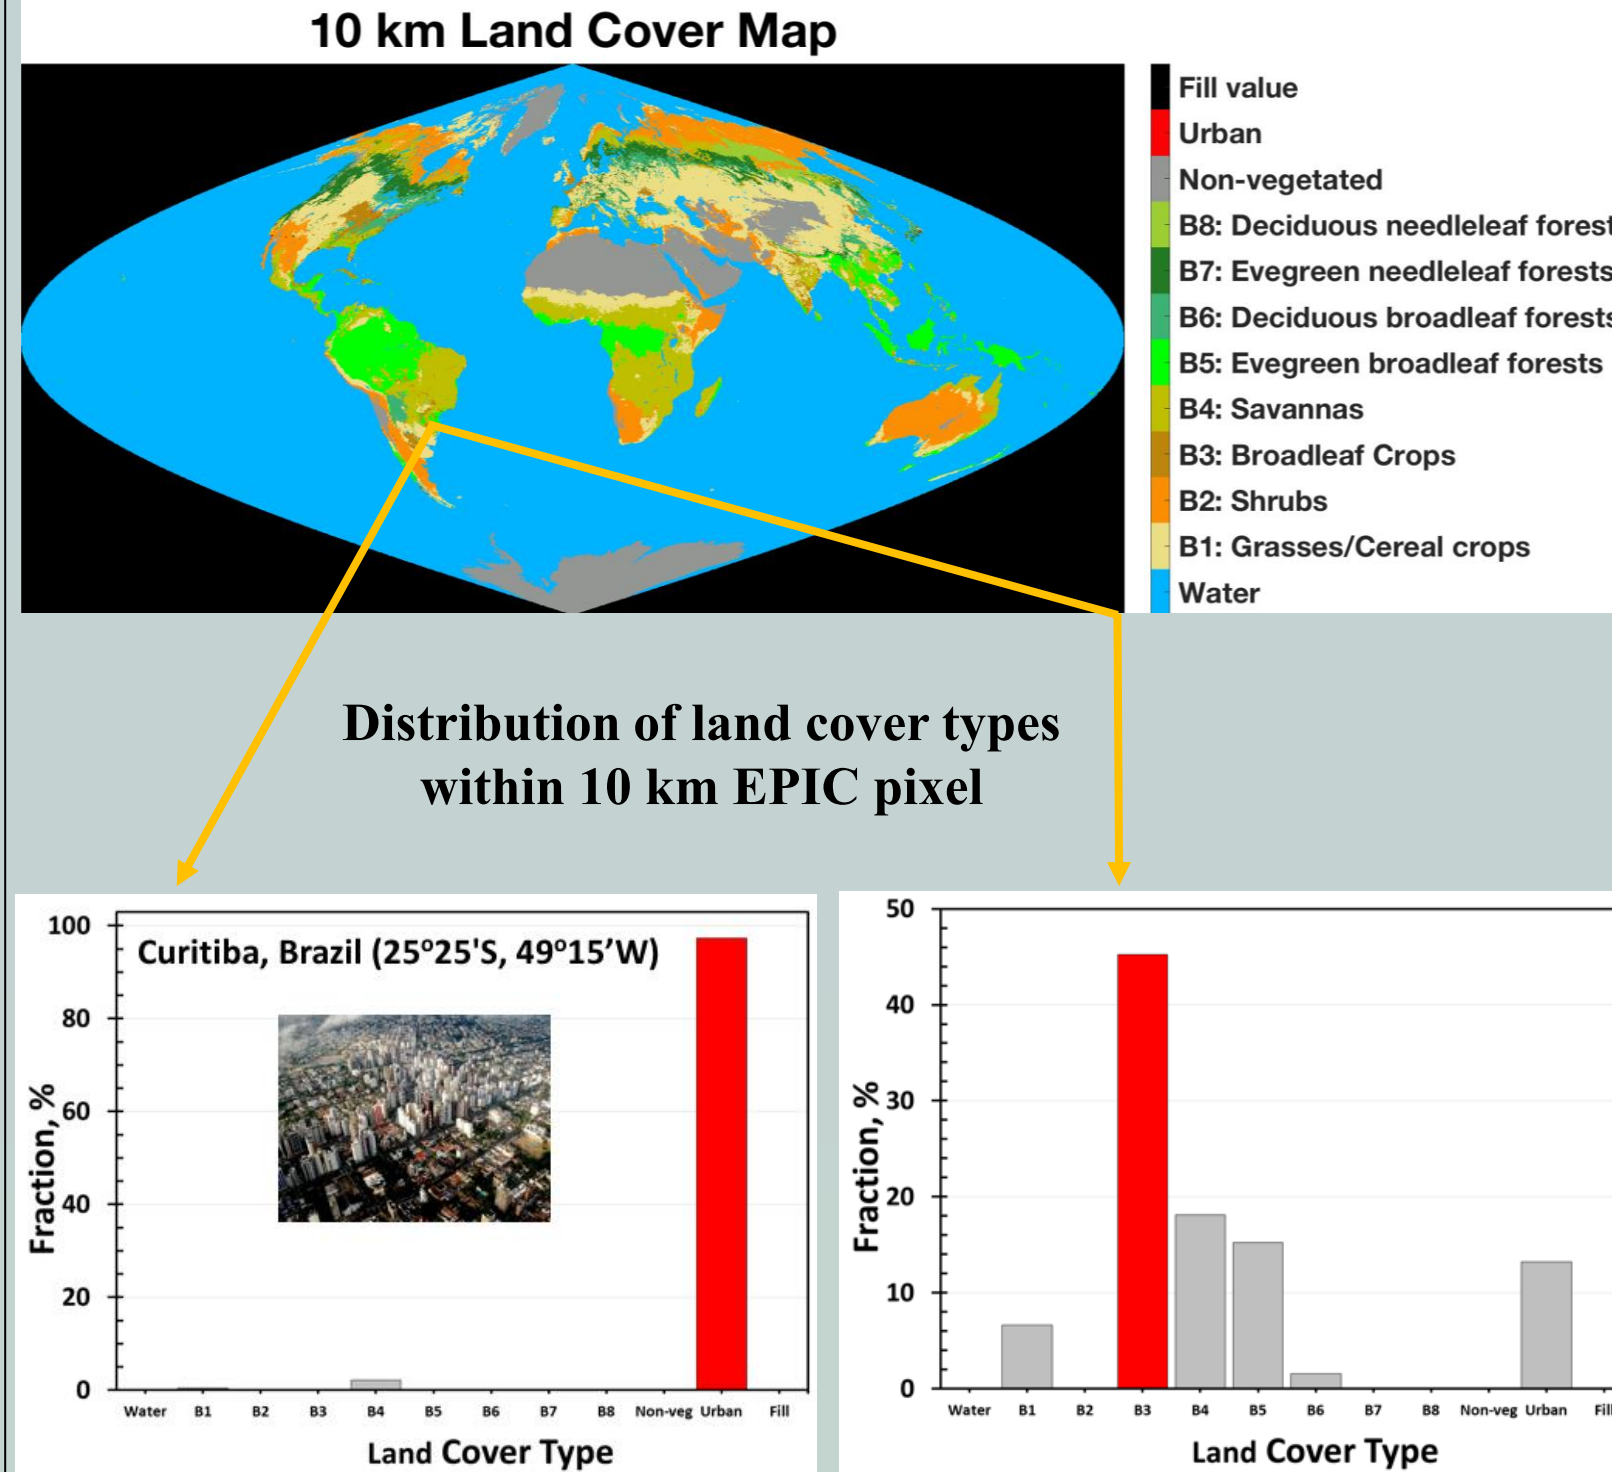 10 km Land Cover Map
Fill value
Urban
Non-vegetated
B8: Deciduous needleleaf forest
B7: Evegreen needleleaf forests
B6: Deciduous broadleaf forests
B5: Evegreen broadleaf forests
B4: Savannas
B3: Broadleaf Crops
B2: Shrubs
B1: Grasses/Cereal crops
Water
Distribution of land cover types
within 10 km EPIC pixel
Curitiba, Brazil (25°25'S, 49°15’W)
100
80
60
40
20
0
Fraction, %
Water B1 B2 B3 B4 B5 B6 B7 B8 Non-veg Urban Fill
Land Cover Type
50
40
30
20
10
0
Fraction, %
Water B1 B2 B3 B4 B5 B6 B7 B8 Non-veg Urban Fill
Land Cover Type